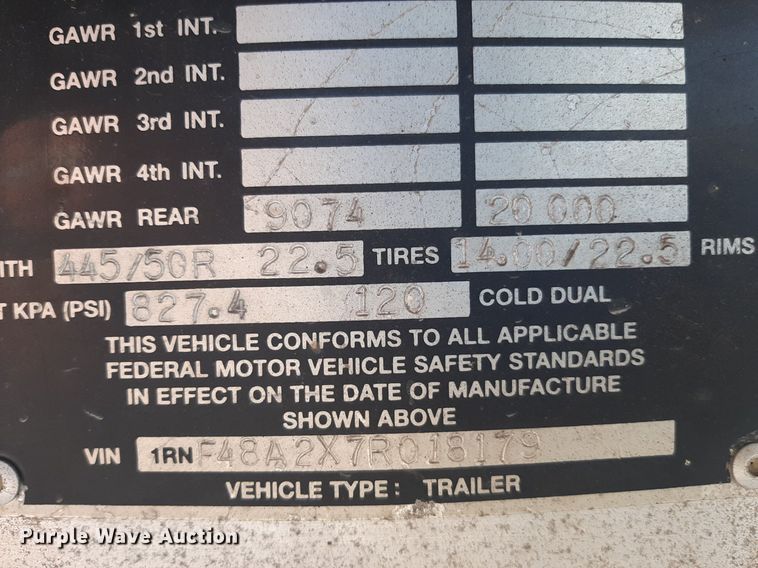 GAWR 1st INT.
GAWR 2nd INT.
GAWR 3rd INT.
GAWR 4th INT.
GAWR REAR 9074 20 000
ITH 445/50R 22.5 TIRES 14.00/22.5 RIMS
T KPA (PSI) 827.4 /120 COLD DUAL
THIS VEHICLE CONFORMS TO ALL APPLICABLE
FEDERAL MOTOR VEHICLE SAFETY STANDARDS
IN EFFECT ON THE DATE OF MANUFACTURE
SHOWN ABOVE
VIN 1RNF48A2X7R018179
VEHICLE TYPE: TRAILER
Purple Wave Auction